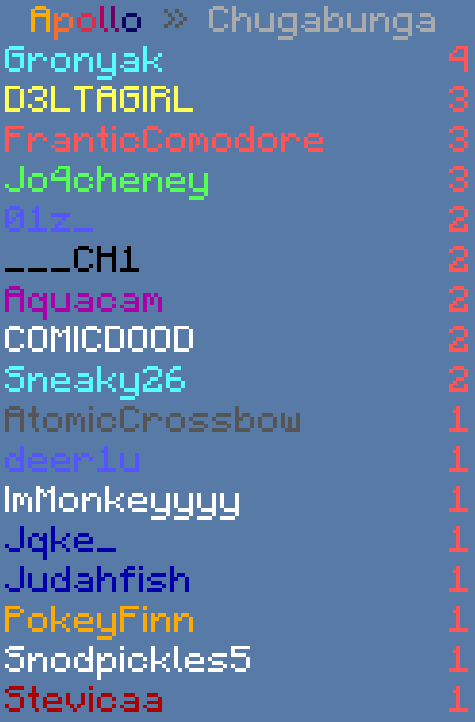 Apollo » Chugabunga
Gronyak 4
D3LTAGIRL 3
FranticComodore 3
Jo4cheney 3
01z_ 2
___CH1 2
Aquacam 2
COMICDOOD 2
Sneaky26 2
AtomicCrossbow 1
deer1u 1
ImMonkeyyyy 1
Jqke_ 1
Judahfish 1
PokeyFinn 1
Snodpickles5 1
Stevicaa 1